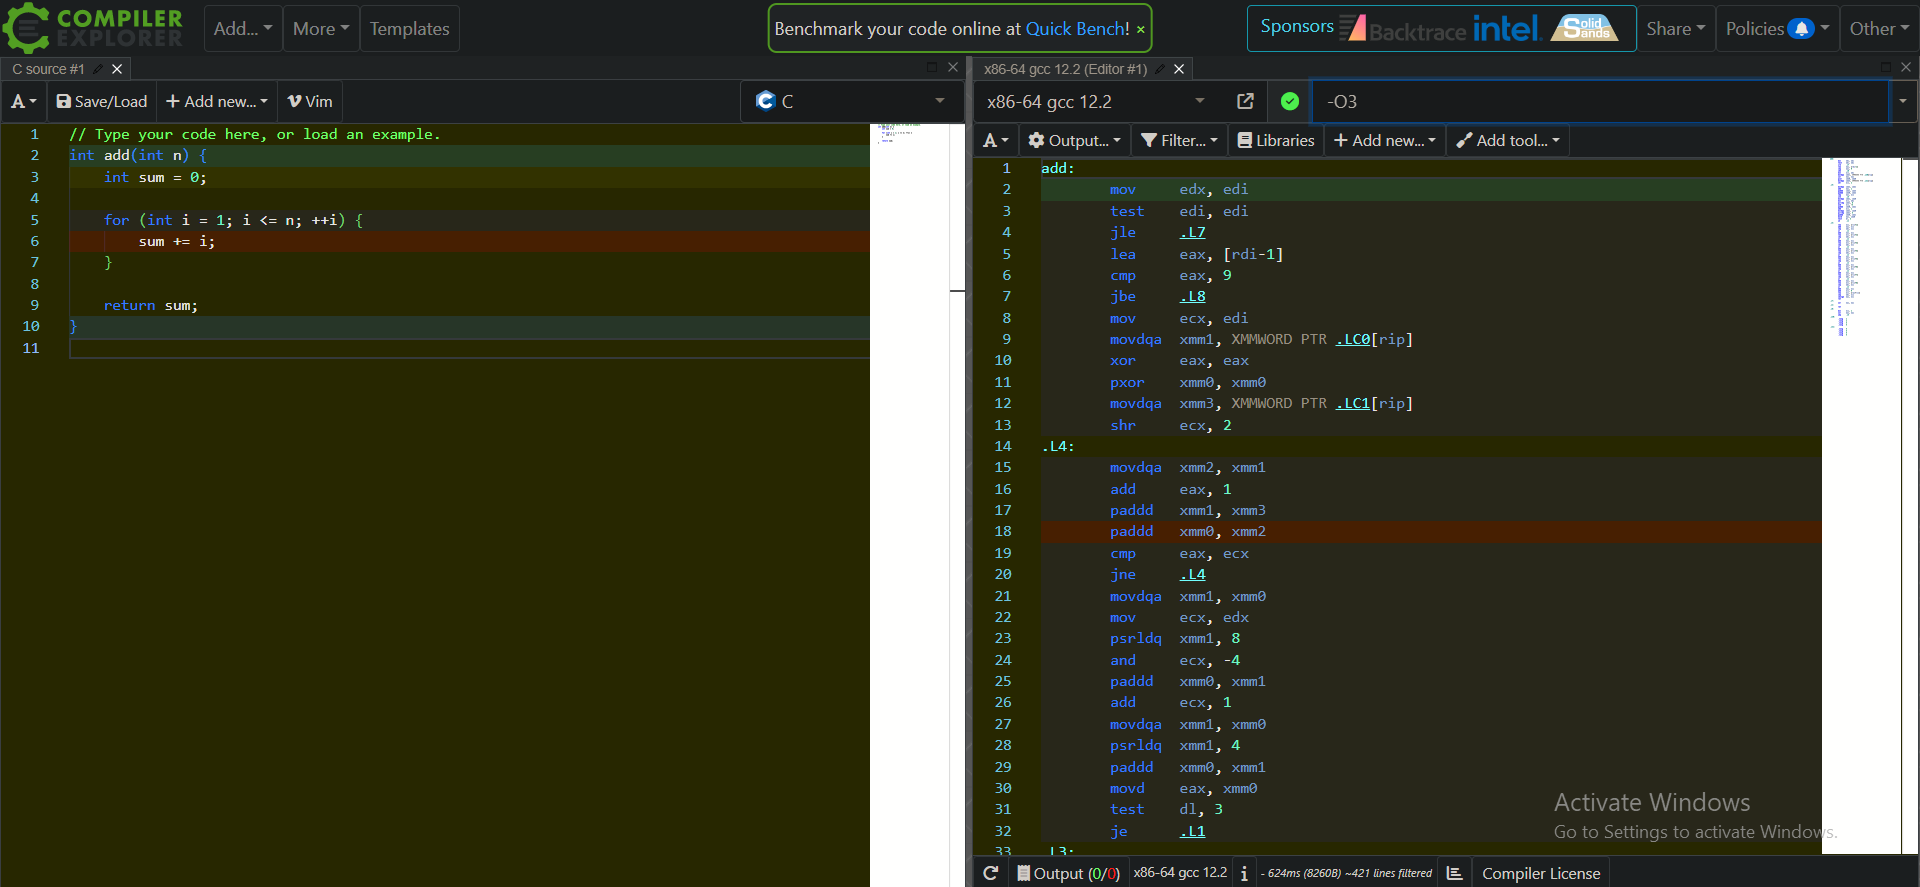 COMPILER EXPLORER
Add...
More
Templates
Benchmark your code online at Quick Bench! ×
Sponsors
Backtrace
intel.
Solid Sands
Share
Policies
Other
C source #1
x86-64 gcc 12.2 (Editor #1)
A
Save/Load
+ Add new...
Vim
C
x86-64 gcc 12.2
-O3
A
Output...
Filter...
Libraries
+ Add new...
Add tool...
1 // Type your code here, or load an example.
2 int add(int n) {
3 int sum = 0;
4
5 for (int i = 1; i <= n; ++i) {
6 sum += i;
7 }
8
9 return sum;
10 }
11
1 add:
2 mov edx, edi
3 test edi, edi
4 jle .L7
5 lea eax, [rdi-1]
6 cmp eax, 9
7 jbe .L8
8 mov ecx, edi
9 movdqa xmm1, XMMWORD PTR .LC0[rip]
10 xor eax, eax
11 pxor xmm0, xmm0
12 movdqa xmm3, XMMWORD PTR .LC1[rip]
13 shr ecx, 2
14 .L4:
15 movdqa xmm2, xmm1
16 add eax, 1
17 paddd xmm1, xmm3
18 paddd xmm0, xmm2
19 cmp eax, ecx
20 jne .L4
21 movdqa xmm1, xmm0
22 mov ecx, edx
23 psrldq xmm1, 8
24 and ecx, -4
25 paddd xmm0, xmm1
26 add ecx, 1
27 movdqa xmm1, xmm0
28 psrldq xmm1, 4
29 paddd xmm0, xmm1
30 movd eax, xmm0
31 test dl, 3
32 je .L1
33 .L3:
Activate Windows
Go to Settings to activate Windows.
Output (0/0)
x86-64 gcc 12.2
i
- 624ms (8260B) ~421 lines filtered
Compiler License